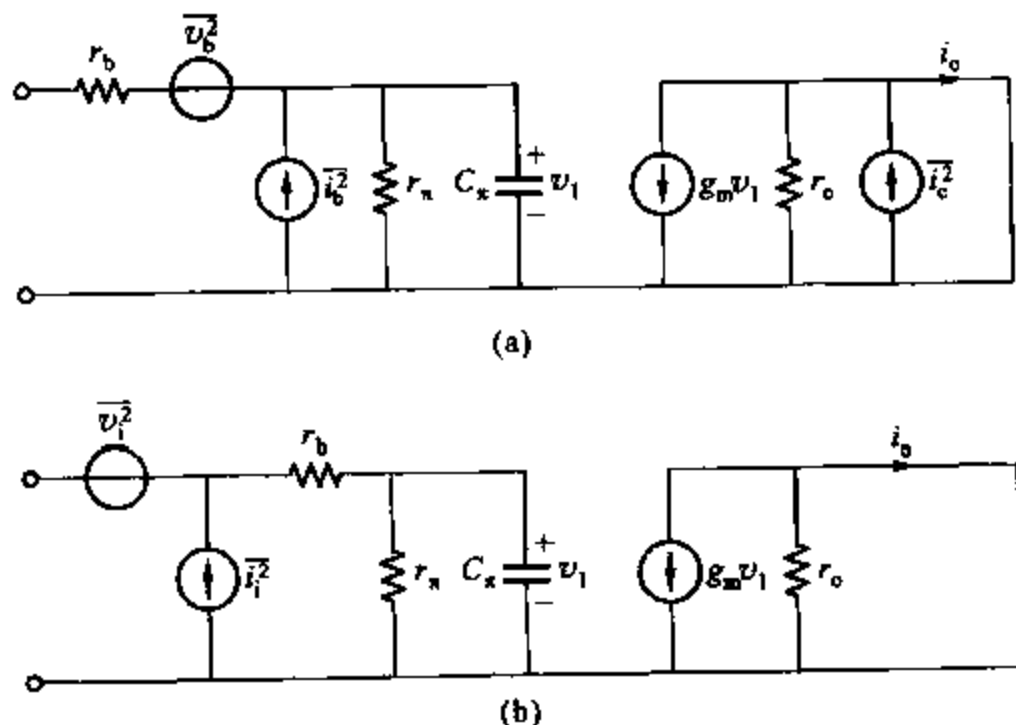 r_b
\overline{v_b^2}
\overline{i_b^2}
r_π
C_π
+
v_1
−
g_m v_1
r_o
\overline{i_c^2}
i_o
(a)
\overline{v_i^2}
\overline{i_i^2}
r_b
r_π
C_π
+
v_1
−
g_m v_1
r_o
i_o
(b)